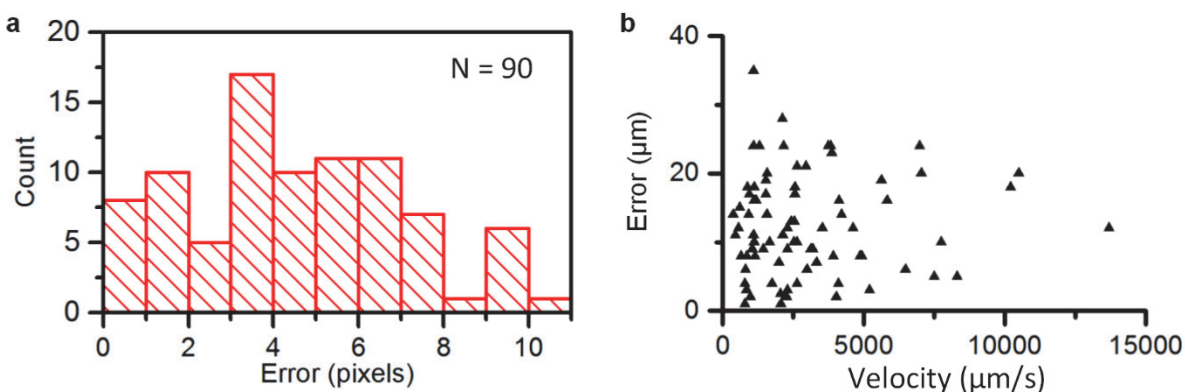 a
20
15
10
5
0
Count
N = 90
0 2 4 6 8 10
Error (pixels)
b
40
20
0
Error (µm)
0 5000 10000 15000
Velocity (µm/s)